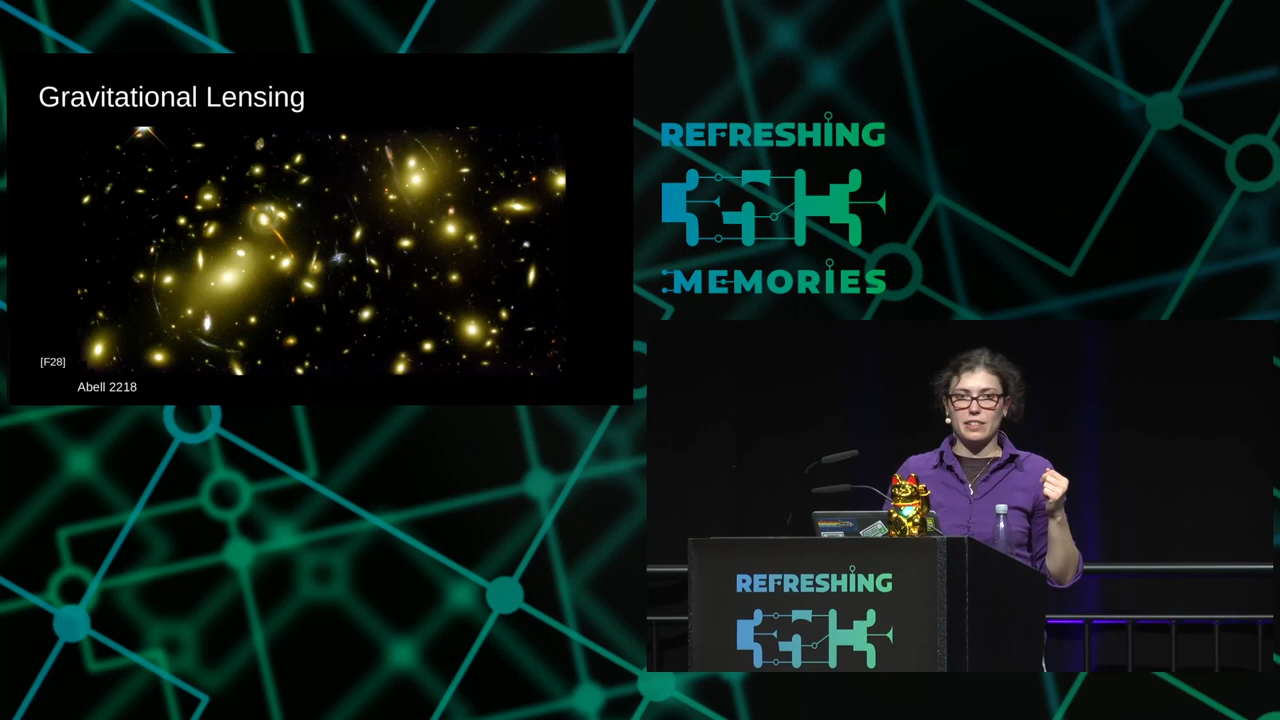 Gravitational Lensing
[F28]
Abell 2218
REFRESHING
MEMORIES
REFRESHING